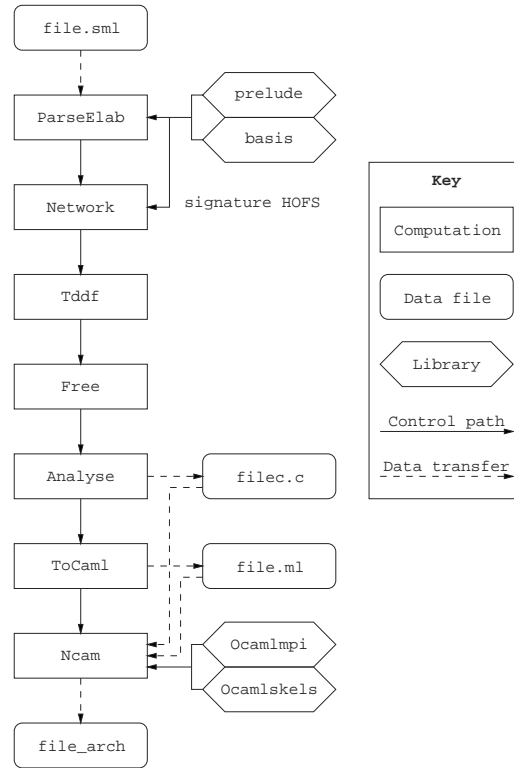 file.sml
prelude
ParseElab
basis
Key
Network
signature HOFS
Computation
Tddf
Data file
Free
Library
Control path
Analyse
filec.c
Data transfer
ToCaml
file.ml
Ocamlmpi
Ncam
Ocamlskels
file_arch